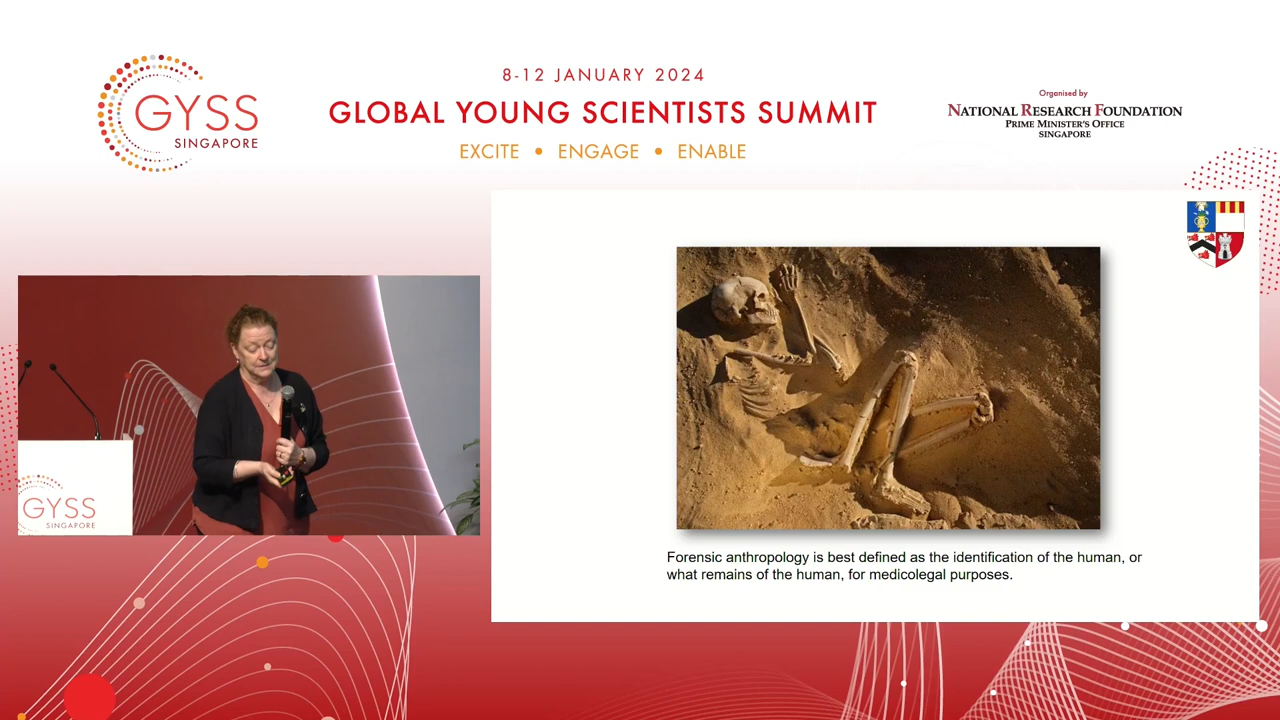 GYSS
SINGAPORE
8-12 JANUARY 2024
GLOBAL YOUNG SCIENTISTS SUMMIT
EXCITE • ENGAGE • ENABLE
Organised by
NATIONAL RESEARCH FOUNDATION
PRIME MINISTER'S OFFICE
SINGAPORE
GYSS
SINGAPORE
Forensic anthropology is best defined as the identification of the human, or
what remains of the human, for medicolegal purposes.